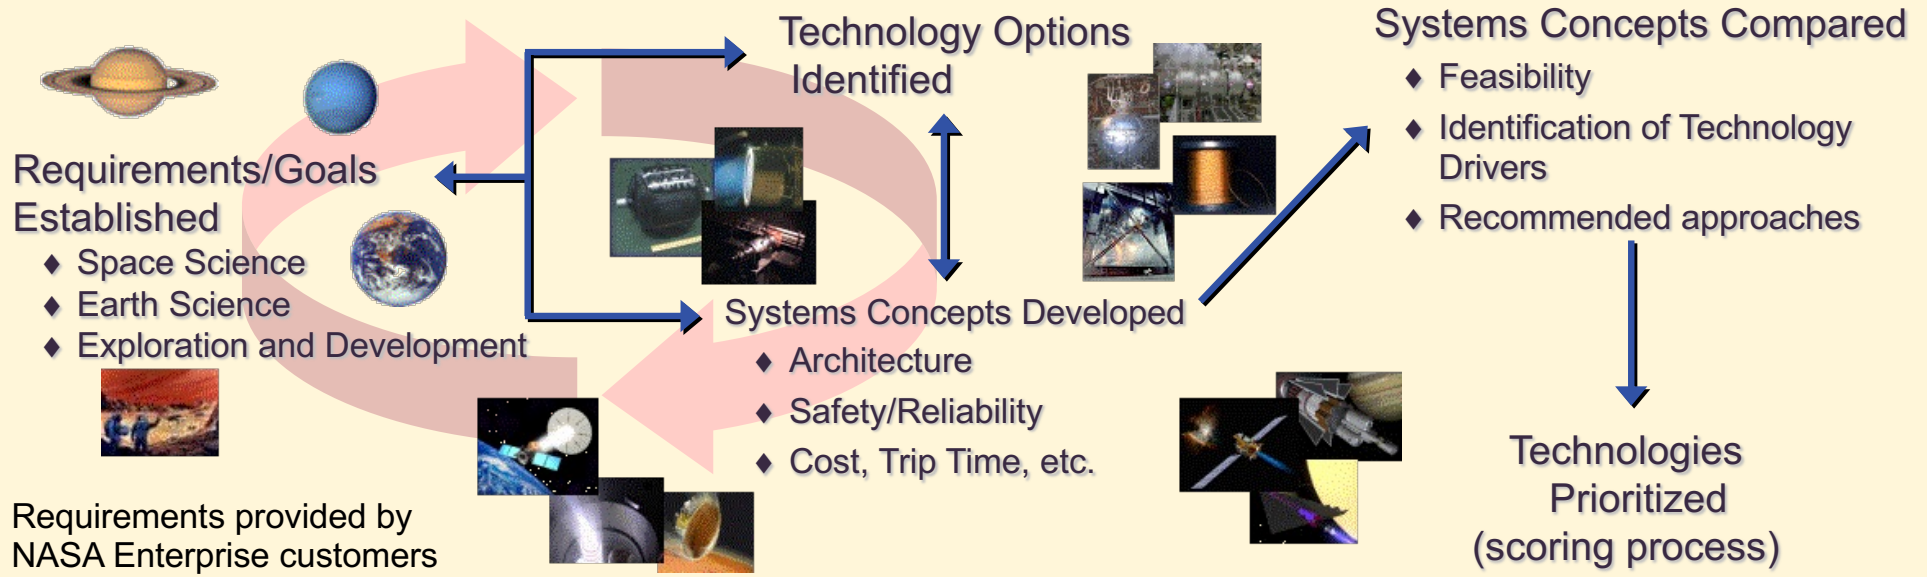 Requirements/Goals
Established
♦ Space Science
♦ Earth Science
♦ Exploration and Development
Requirements provided by
NASA Enterprise customers
Technology Options
Identified
Systems Concepts Developed
♦ Architecture
♦ Safety/Reliability
♦ Cost, Trip Time, etc.
Systems Concepts Compared
♦ Feasibility
♦ Identification of Technology
Drivers
♦ Recommended approaches
Technologies
Prioritized
(scoring process)